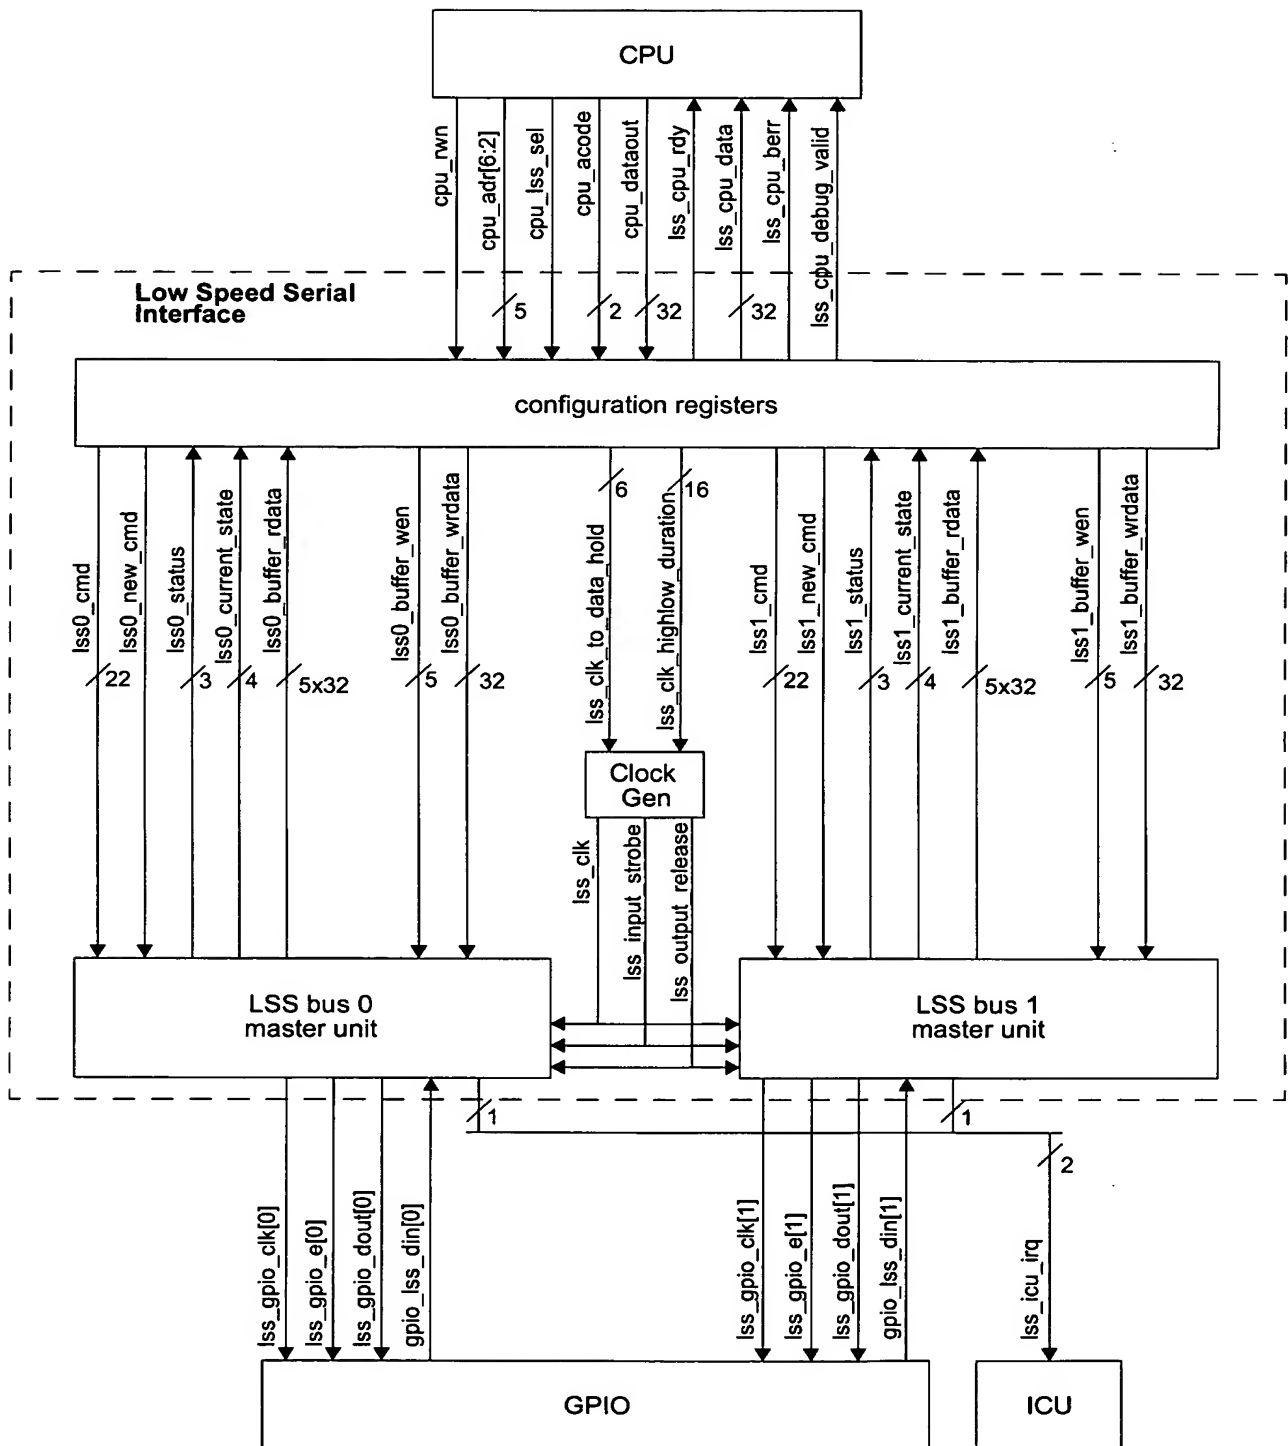 CPU
cpu_rwn
cpu_adr[6:2]
cpu_lss_sel
cpu_acode
cpu_dataout
lss_cpu_rdy
lss_cpu_data
lss_cpu_berr
lss_cpu_debug_valid
Low Speed Serial
Interface
5
2
32
32
configuration registers
lss0_cmd
lss0_new_cmd
lss0_status
lss0_current_state
lss0_buffer_rdata
lss0_buffer_wen
lss0_buffer_wrdata
lss_clk_to_data_hold
lss_clk_highlow_duration
lss1_cmd
lss1_new_cmd
lss1_status
lss1_current_state
lss1_buffer_rdata
lss1_buffer_wen
lss1_buffer_wrdata
6
16
22
3
4
5x32
5
32
22
3
4
5x32
5
32
Clock
Gen
lss_clk
lss_input_strobe
lss_output_release
LSS bus 0
master unit
LSS bus 1
master unit
1
1
2
lss_gpio_clk[0]
lss_gpio_e[0]
lss_gpio_dout[0]
gpio_lss_din[0]
lss_gpio_clk[1]
lss_gpio_e[1]
lss_gpio_dout[1]
gpio_lss_din[1]
lss_icu_irq
GPIO
ICU